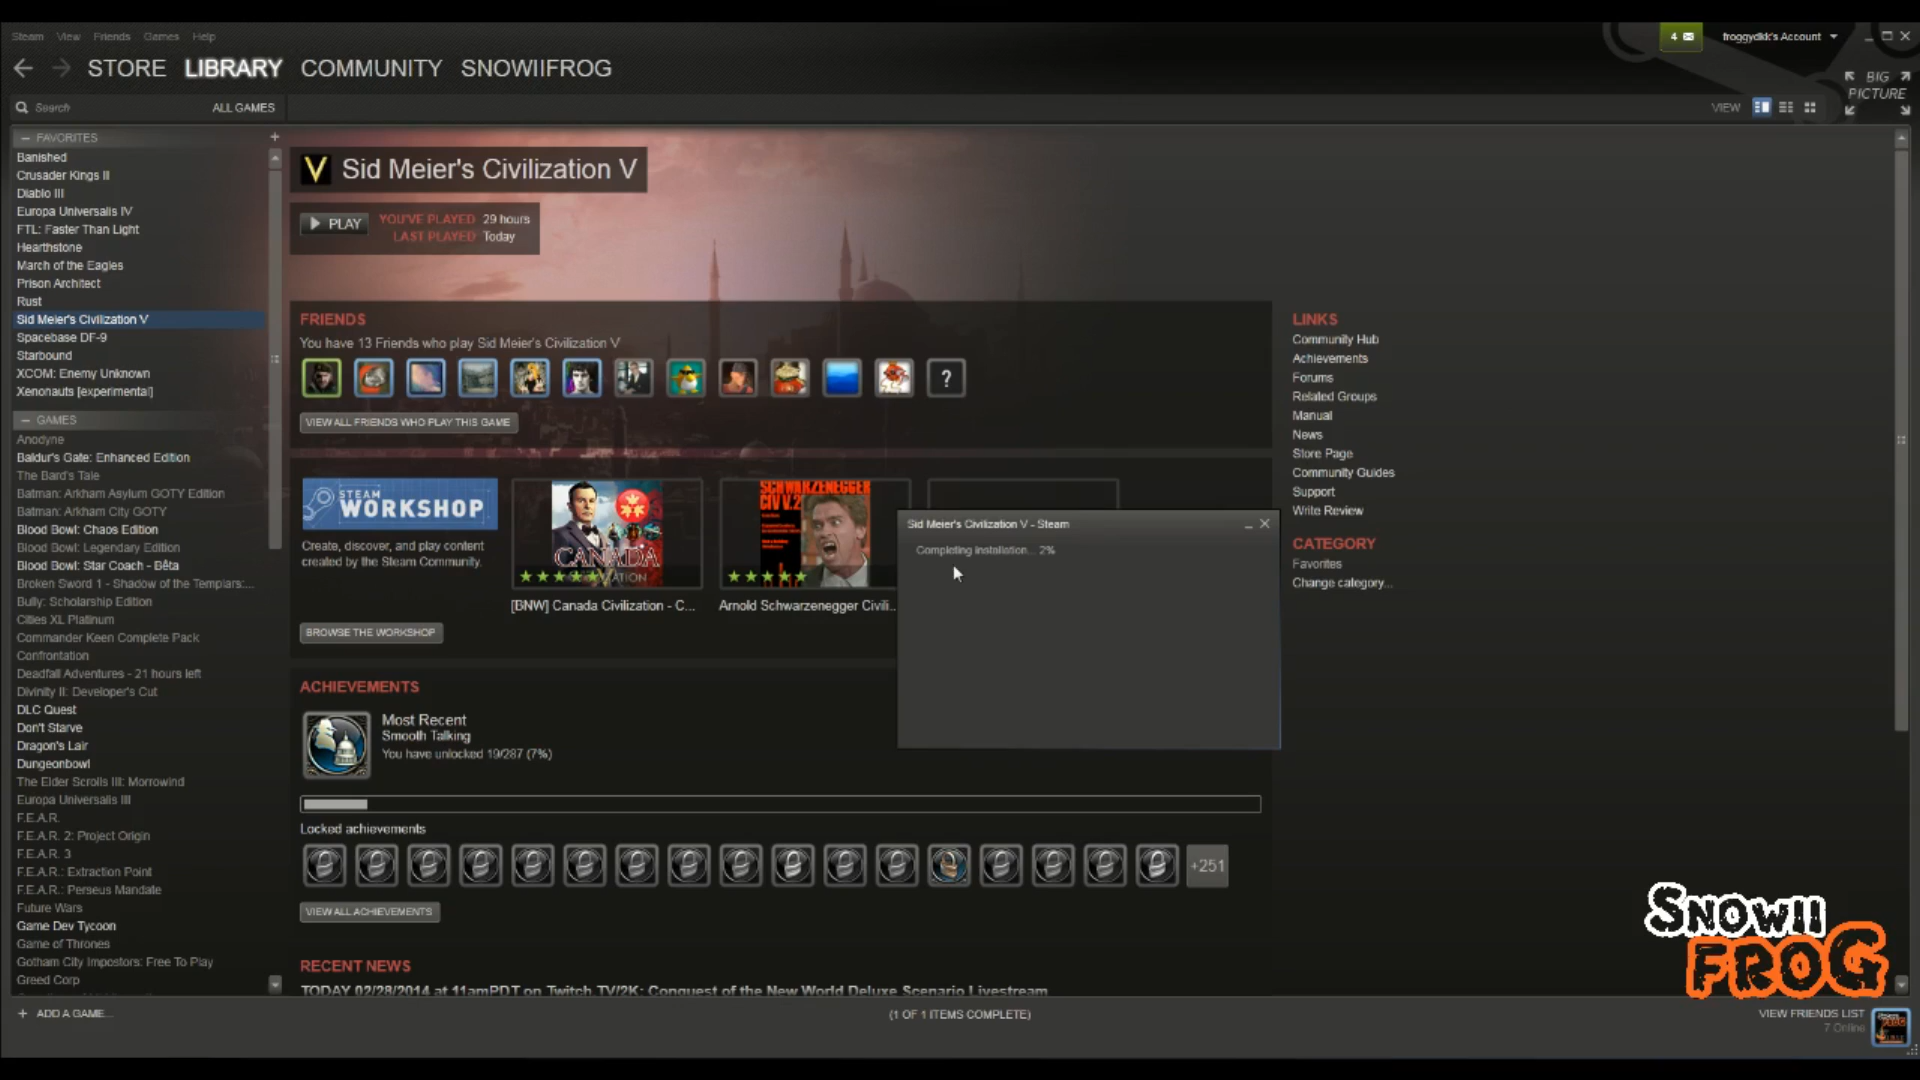 Steam View Friends Games Help
4 froggydkk's Account
STORE LIBRARY COMMUNITY SNOWIIFROG
BIG PICTURE
Search ALL GAMES
VIEW
FAVORITES
Banished
Crusader Kings II
Diablo III
Europa Universalis IV
FTL: Faster Than Light
Hearthstone
March of the Eagles
Prison Architect
Rust
Sid Meier's Civilization V
Spacebase DF-9
Starbound
XCOM: Enemy Unknown
Xenonauts [experimental]
GAMES
Anodyne
Baldur's Gate: Enhanced Edition
The Bard's Tale
Batman: Arkham Asylum GOTY Edition
Batman: Arkham City GOTY
Blood Bowl: Chaos Edition
Blood Bowl: Legendary Edition
Blood Bowl: Star Coach - Bêta
Broken Sword 1 - Shadow of the Templars:...
Bully: Scholarship Edition
Cities XL Platinum
Commander Keen Complete Pack
Confrontation
Deadfall Adventures - 21 hours left
Divinity II: Developer's Cut
DLC Quest
Don't Starve
Dragon's Lair
Dungeonbowl
The Elder Scrolls III: Morrowind
Europa Universalis III
F.E.A.R.
F.E.A.R. 2: Project Origin
F.E.A.R. 3
F.E.A.R.: Extraction Point
F.E.A.R.: Perseus Mandate
Future Wars
Game Dev Tycoon
Game of Thrones
Gotham City Impostors: Free To Play
Greed Corp
+ ADD A GAME...
V Sid Meier's Civilization V
PLAY
YOU'VE PLAYED 29 hours
LAST PLAYED Today
FRIENDS
You have 13 Friends who play Sid Meier's Civilization V
?
VIEW ALL FRIENDS WHO PLAY THIS GAME
STEAM WORKSHOP
Create, discover, and play content
created by the Steam Community.
BROWSE THE WORKSHOP
CANADA
[BNW] Canada Civilization - C...
SCHWARZENEGGER
CIV V.2
Arnold Schwarzenegger Civili...
Sid Meier's Civilization V - Steam
Completing installation... 2%
ACHIEVEMENTS
Most Recent
Smooth Talking
You have unlocked 19/287 (7%)
Locked achievements
+251
VIEW ALL ACHIEVEMENTS
RECENT NEWS
TODAY 02/28/2014 at 11amPDT on Twitch.TV/2K: Conquest of the New World Deluxe Scenario Livestream
LINKS
Community Hub
Achievements
Forums
Related Groups
Manual
News
Store Page
Community Guides
Support
Write Review
CATEGORY
Favorites
Change category...
SNOWII
FROG
(1 OF 1 ITEMS COMPLETE)
VIEW FRIENDS LIST
7 Online